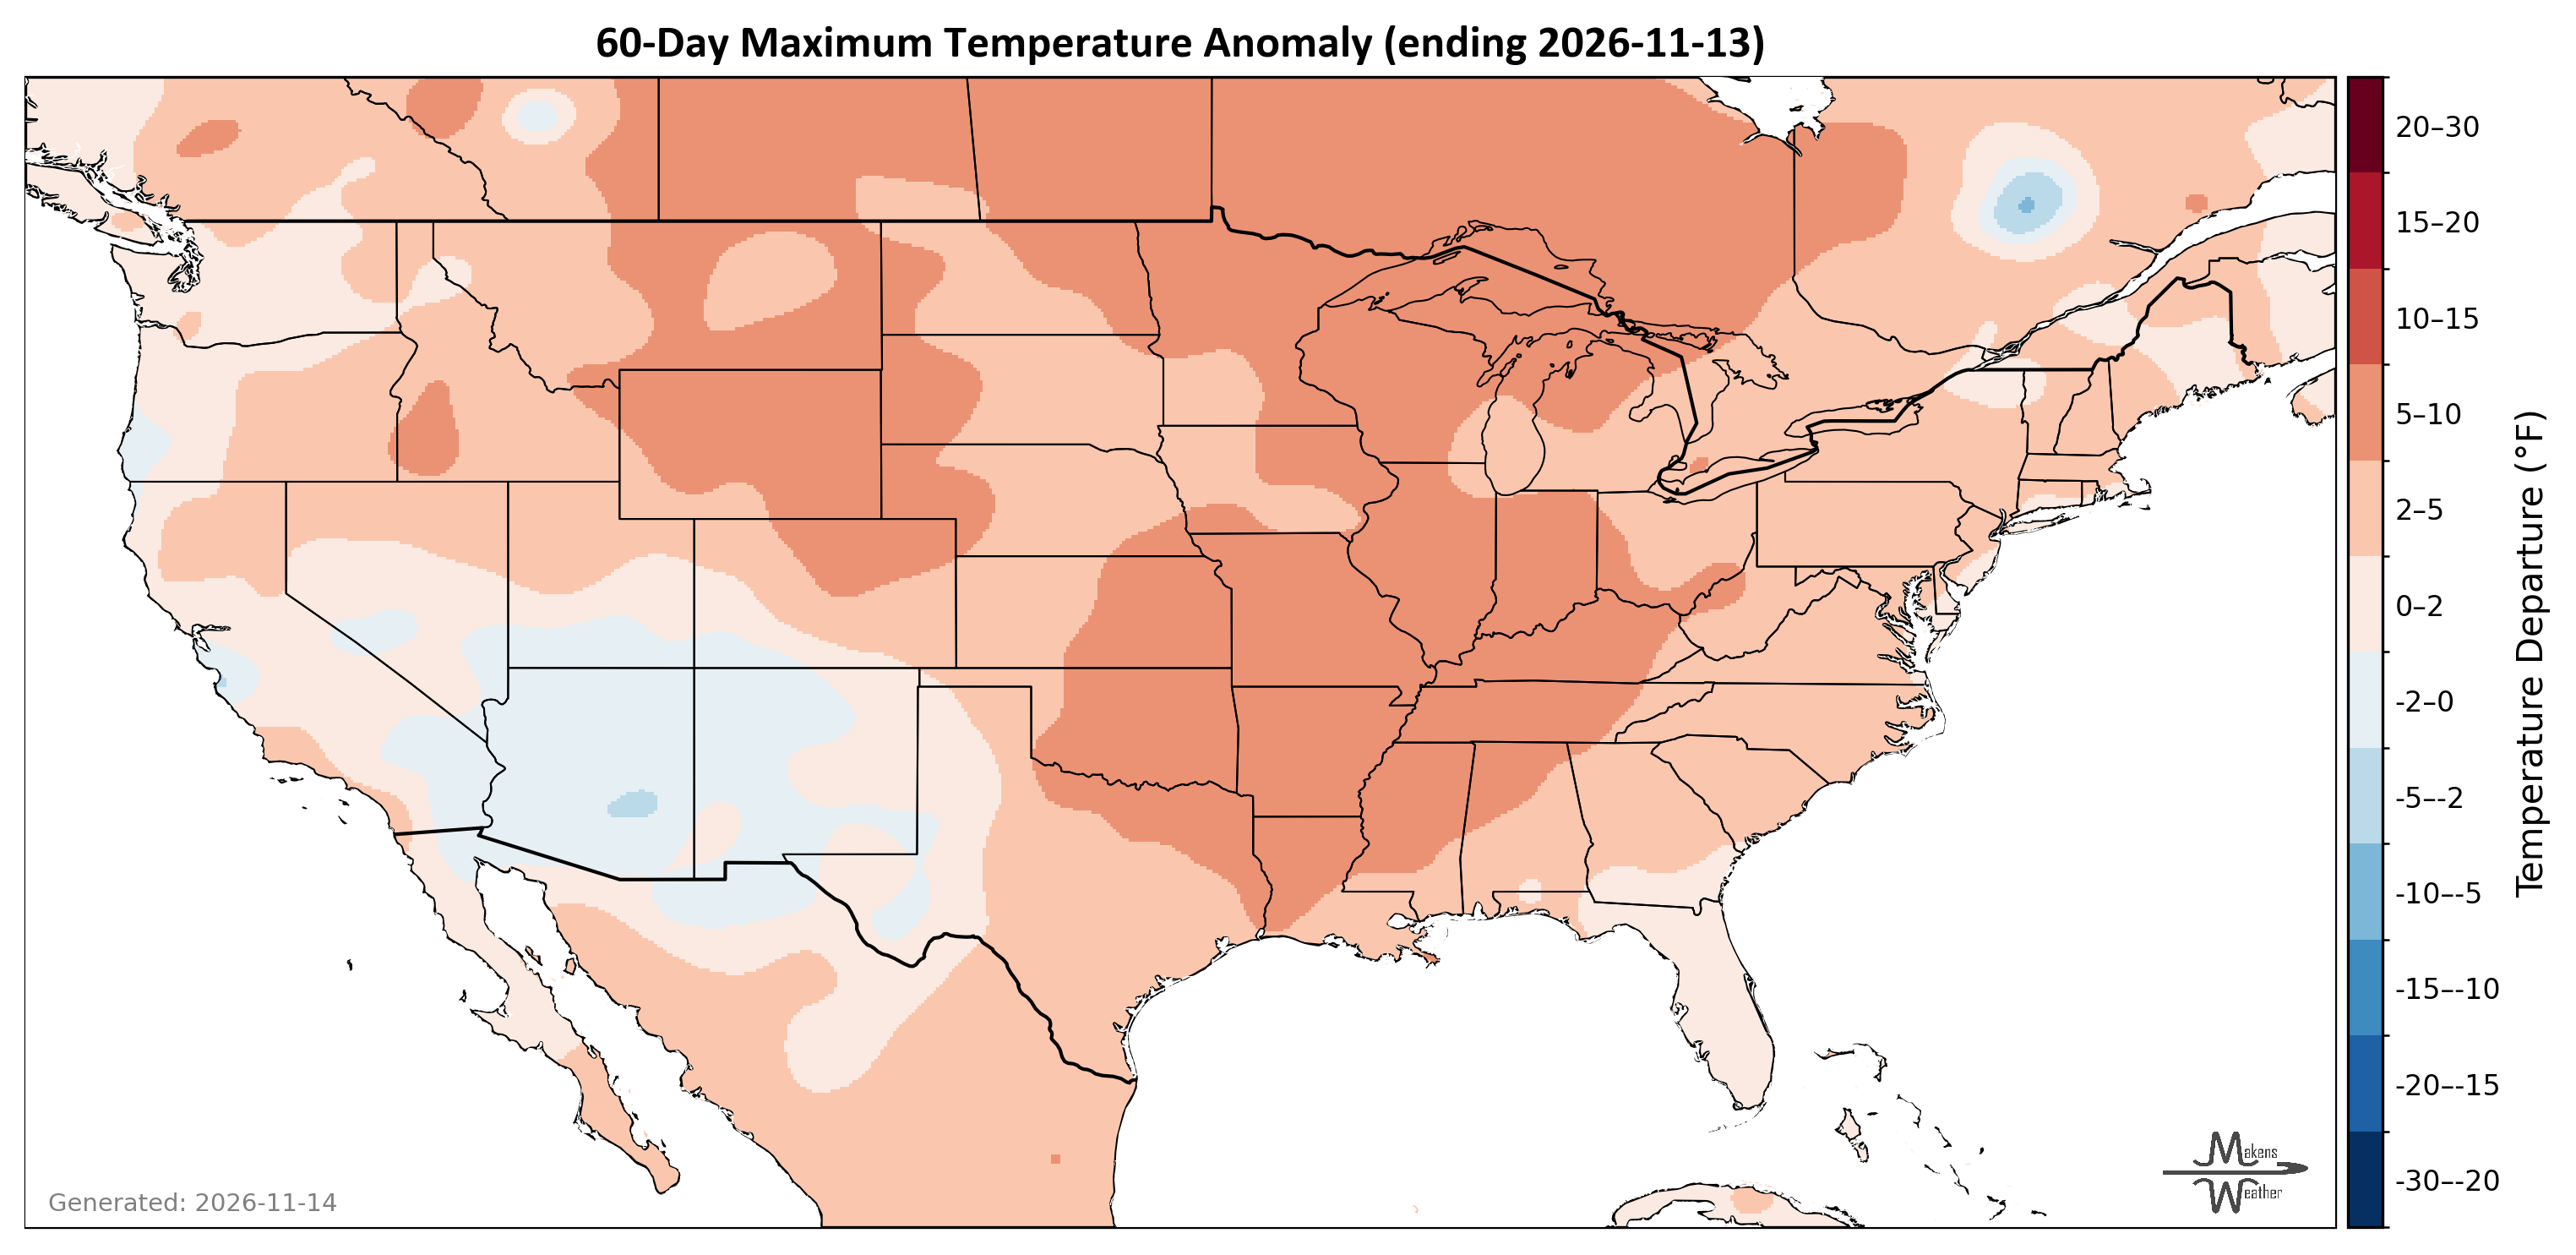 60-Day Maximum Temperature Anomaly (ending 2026-11-13)
20–30
15–20
10–15
5–10
2–5
0–2
-2–0
-5–-2
-10–-5
-15–-10
-20–-15
-30–-20
Temperature Departure (°F)
Makens
Weather
Generated: 2026-11-14